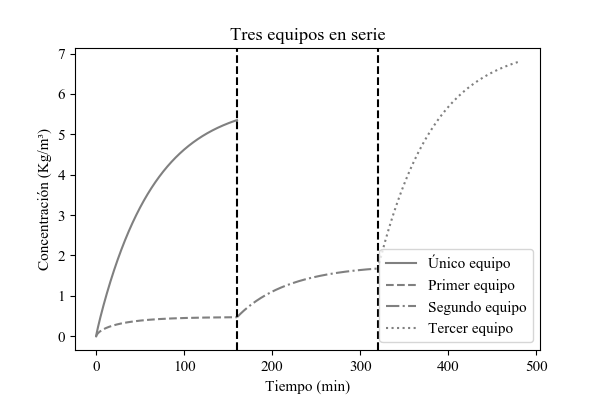 Tres equipos en serie
Concentración (Kg/m³)
7
6
5
4
3
2
1
0
Único equipo
Primer equipo
Segundo equipo
Tercer equipo
0 100 200 300 400 500
Tiempo (min)